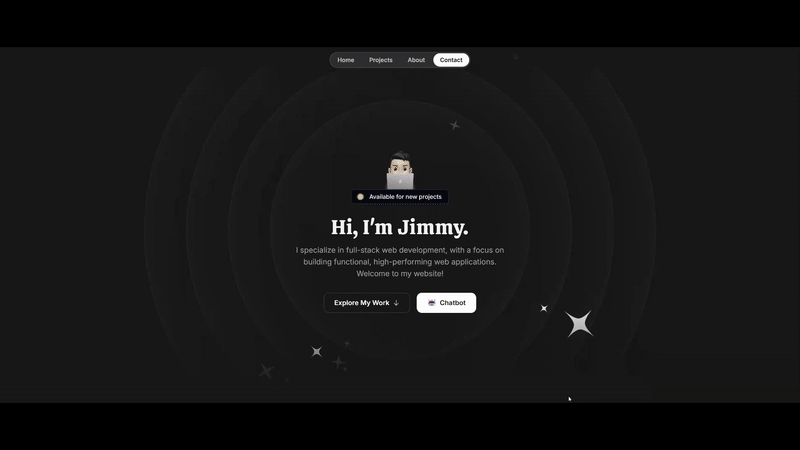 Home Projects About Contact
Available for new projects
Hi, I'm Jimmy.
I specialize in full-stack web development, with a focus on
building functional, high-performing web applications.
Welcome to my website!
Explore My Work ↓ Chatbot